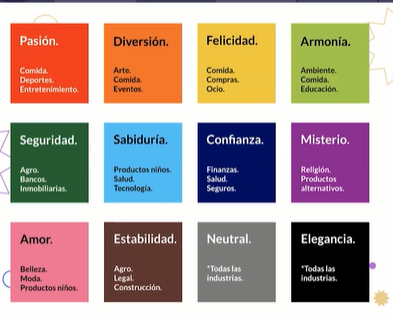 Pasión.
Comida.
Deportes.
Entretenimiento.
Diversión.
Arte.
Comida.
Eventos.
Felicidad.
Comida.
Compras.
Ocio.
Armonía.
Ambiente.
Comida.
Educación.
Seguridad.
Agro.
Bancos.
Inmobiliarias.
Sabiduría.
Productos niños.
Salud.
Tecnología.
Confianza.
Finanzas.
Salud.
Seguros.
Misterio.
Religión.
Productos
alternativos.
Amor.
Belleza.
Moda.
Productos niños.
Estabilidad.
Agro.
Legal.
Construcción.
Neutral.
*Todas las
industrias.
Elegancia.
*Todas las
industrias.